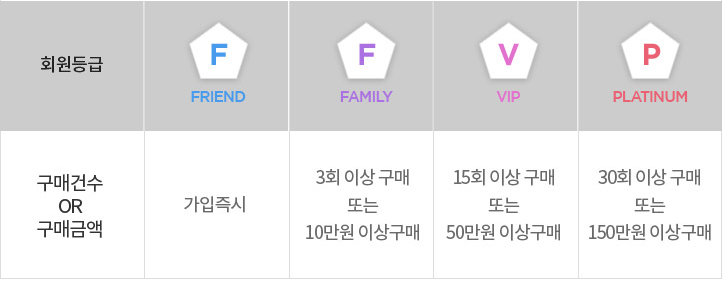 회원등급
F
FRIEND
F
FAMILY
V
VIP
P
PLATINUM
구매건수
OR
구매금액
가입즉시
3회 이상 구매
또는
10만원 이상구매
15회 이상 구매
또는
50만원 이상구매
30회 이상 구매
또는
150만원 이상구매